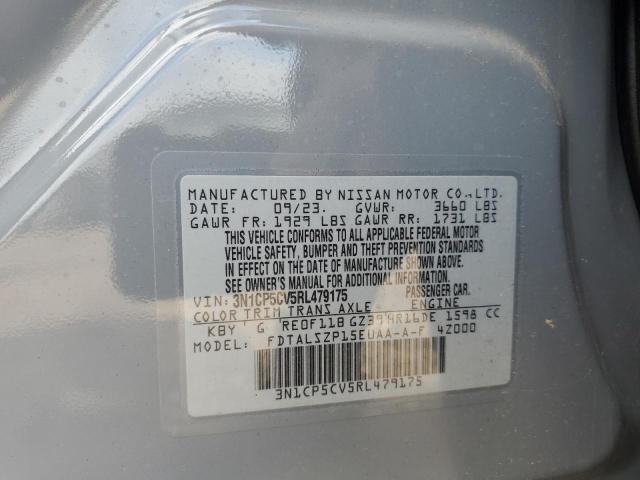 MANUFACTURED BY NISSAN MOTOR CO.,LTD.
DATE: 09/23. GVWR: 3660 LBS
GAWR FR: 1929 LBS GAWR RR: 1731 LBS
THIS VEHICLE CONFORMS TO ALL APPLICABLE FEDERAL MOTOR
VEHICLE SAFETY, BUMPER AND THEFT PREVENTION STANDARDS
IN EFFECT ON THE DATE OF MANUFACTURE SHOWN ABOVE.
SEE OWNER'S MANUAL FOR ADDITIONAL INFORMATION.
VIN: 3N1CP5CV5RL479175 PASSENGER CAR.
COLOR TRIM TRANS AXLE ENGINE
KBY G RE0F11B GZ39 HR16DE 1598 CC
MODEL: FDTALSZP15EUAA-A-F 4Z000
3N1CP5CV5RL479175